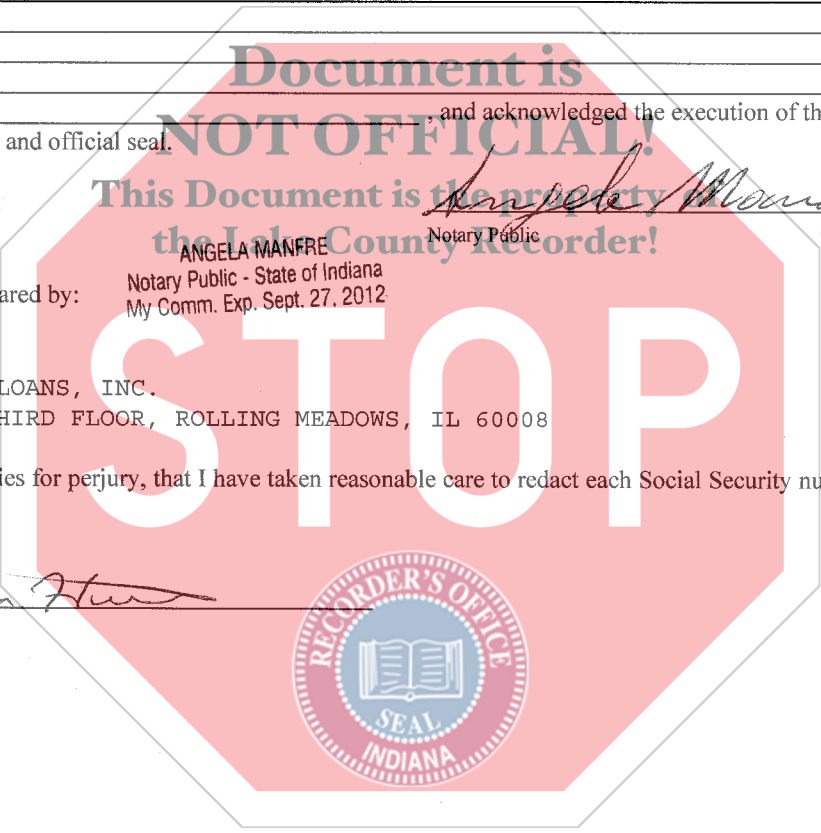 Document is
, and acknowledged the execution of th
NOT OFFICIAL!
and official seal.
This Document is the property of
Angela Man
the Lake County Recorder!
Notary Public
ANGELA MANFRE
Notary Public - State of Indiana
My Comm. Exp. Sept. 27, 2012
ared by:
STOP
LOANS, INC.
HIRD FLOOR, ROLLING MEADOWS, IL 60008
ies for perjury, that I have taken reasonable care to redact each Social Security nu
RECORDER'S OFFICE
SEAL
INDIANA